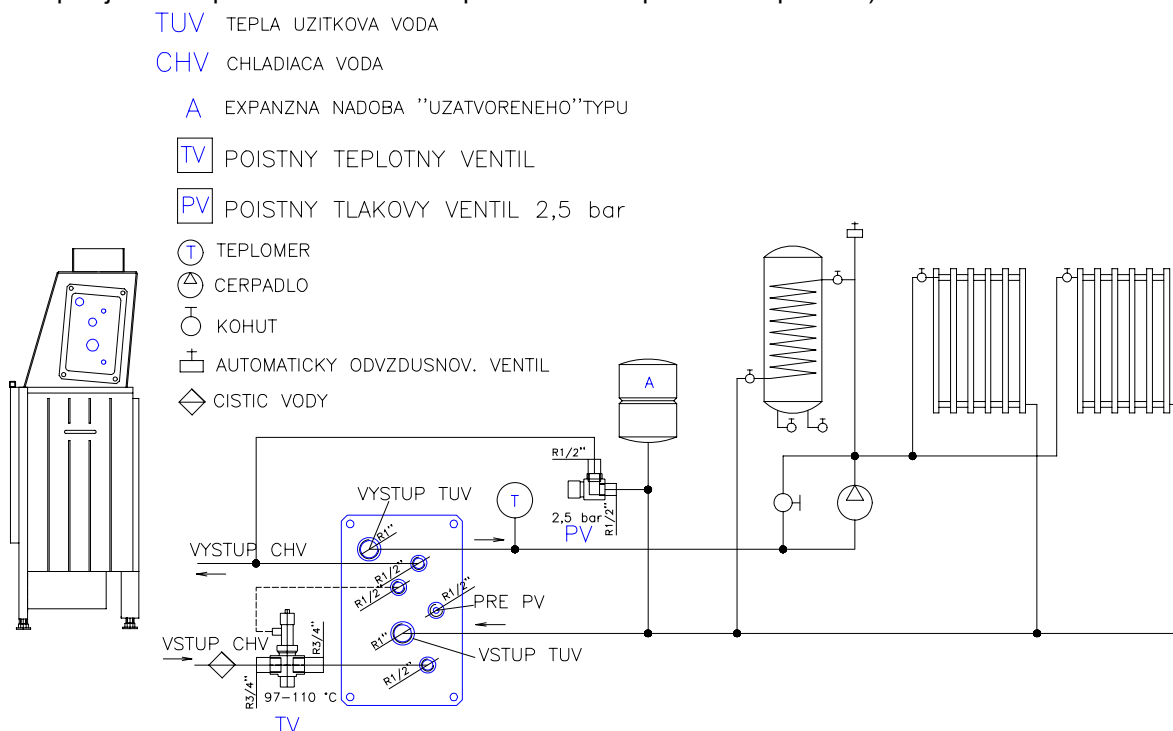 TUV TEPLA UZITKOVA VODA
CHV CHLADIACA VODA
A EXPANZNA NADOBA ''UZATVORENEHO''TYPU
TV POISTNY TEPLOTNY VENTIL
PV POISTNY TLAKOVY VENTIL 2,5 bar
T TEPLOMER
CERPADLO
KOHUT
AUTOMATICKY ODVZDUSNOV. VENTIL
CISTIC VODY
A
R1/2''
R1/2''
2,5 bar
PV
T
VYSTUP TUV
R1''
VYSTUP CHV
R1/2''
R1/2''
R1/2''
PRE PV
R1''
VSTUP TUV
VSTUP CHV
R3/4''
R3/4''
R1/2''
97-110 °C
TV